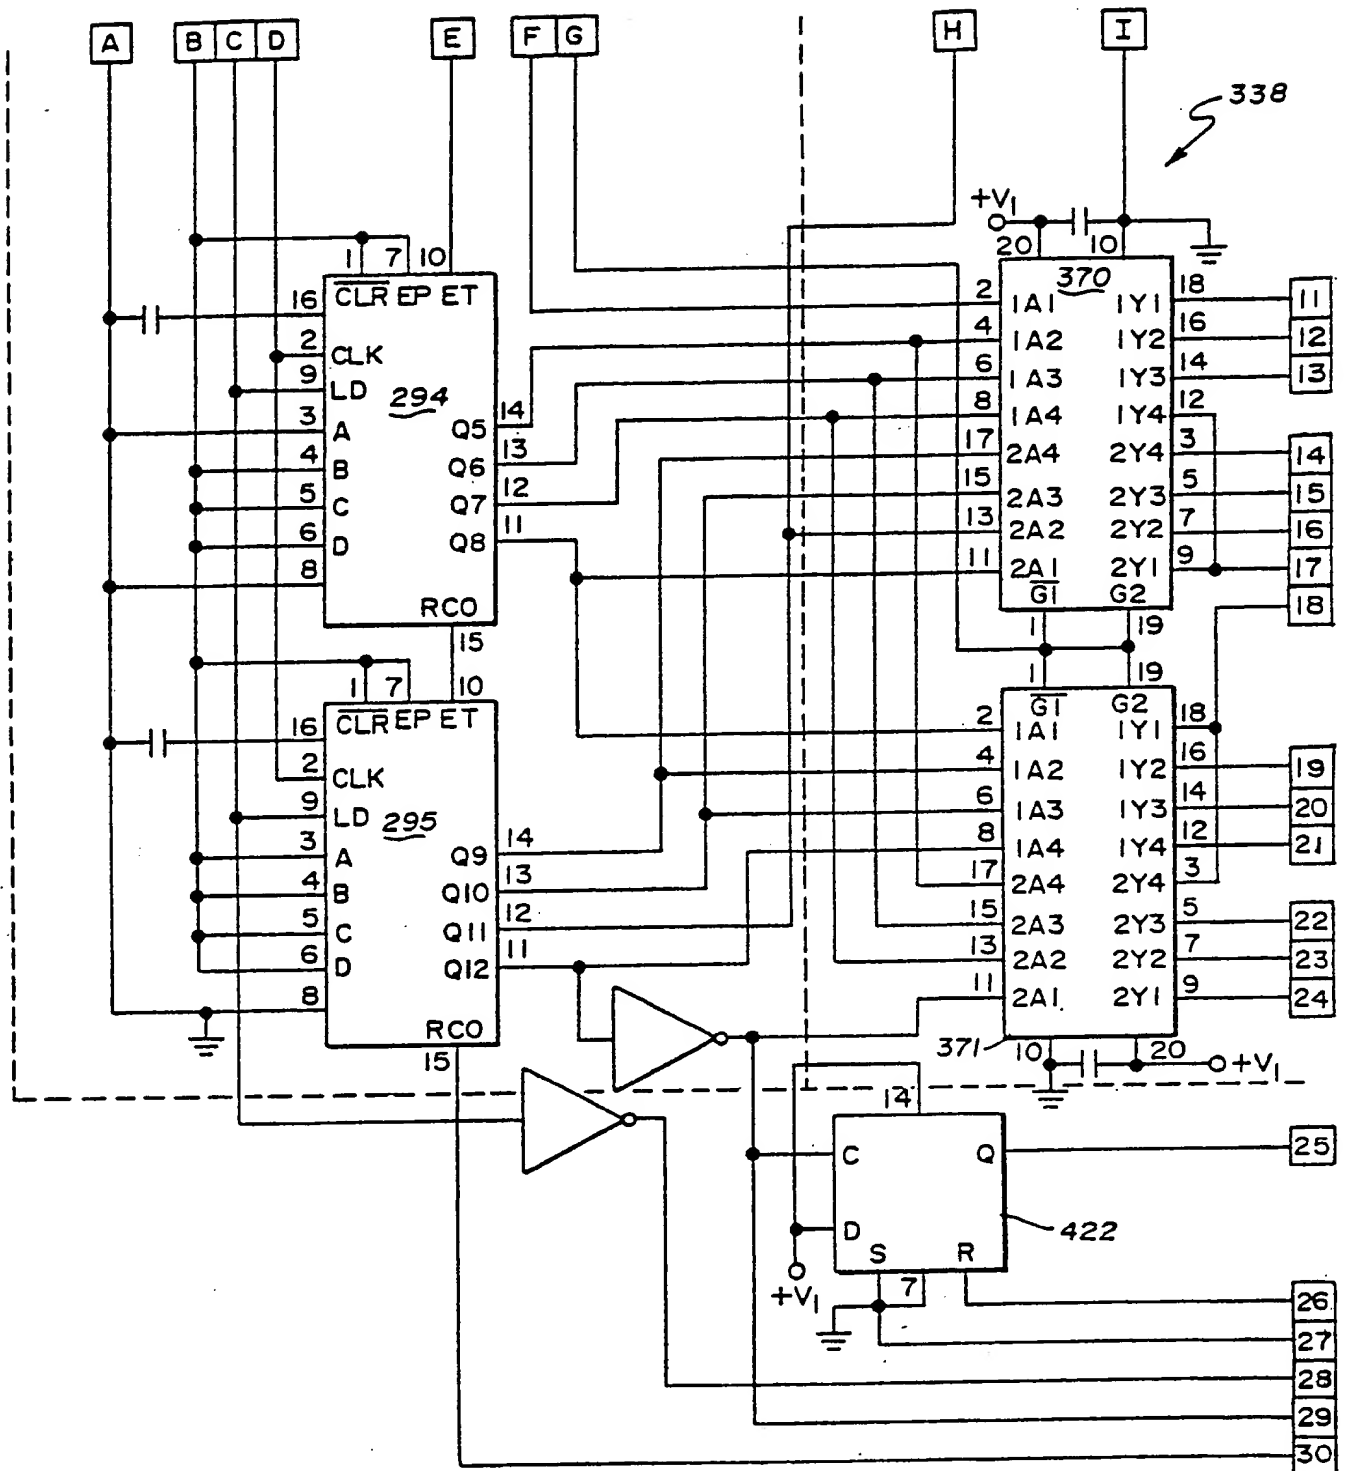 A B C D E F G H I
338
+V1
20 10
1 7 10
16 CLR EP ET
2 CLK
9 LD
294
3 A
4 B
5 C
6 D
8
Q5 14
Q6 13
Q7 12
Q8 11
RCO
15
370
2 1A1 1Y1 18 11
4 1A2 1Y2 16 12
6 1A3 1Y3 14 13
8 1A4 1Y4 12
17 2A4 2Y4 3 14
15 2A3 2Y3 5 15
13 2A2 2Y2 7 16
11 2A1 2Y1 9 17
G1 G2
18
1 19
1 7 10
16 CLR EP ET
2 CLK
9 LD
295
3 A
4 B
5 C
6 D
8
Q9 14
Q10 13
Q11 12
Q12 11
RCO
15
1 19
G1 G2
2 1A1 1Y1 18
4 1A2 1Y2 16 19
6 1A3 1Y3 14 20
8 1A4 1Y4 12 21
17 2A4 2Y4 3
15 2A3 2Y3 5 22
13 2A2 2Y2 7 23
11 2A1 2Y1 9 24
371
10 20
+V1
14
C Q 25
D
S R
422
7
+V1
26
27
28
29
30